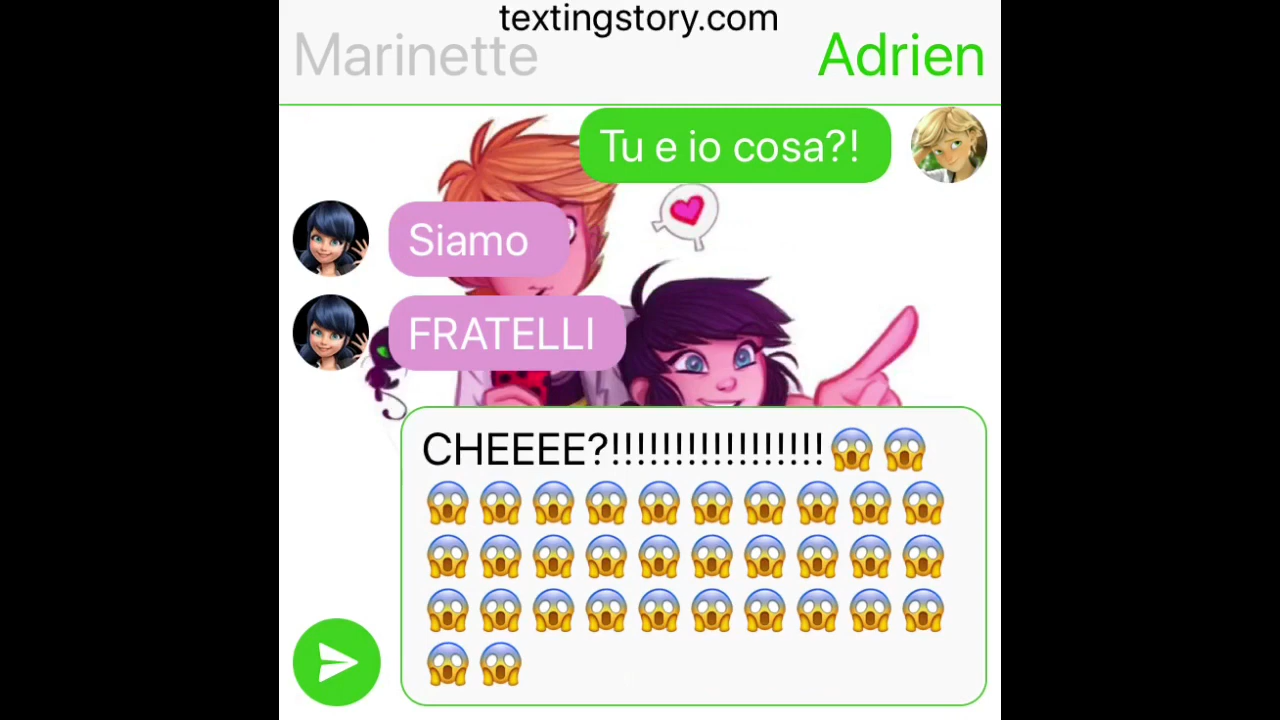 textingstory.com
Marinette Adrien
Tu e io cosa?!
Siamo
FRATELLI
CHEEEE?!!!!!!!!!!!!!!!!!😱😱
😱😱😱😱😱😱😱😱😱😱
😱😱😱😱😱😱😱😱😱😱
😱😱😱😱😱😱😱😱😱😱
😱😱